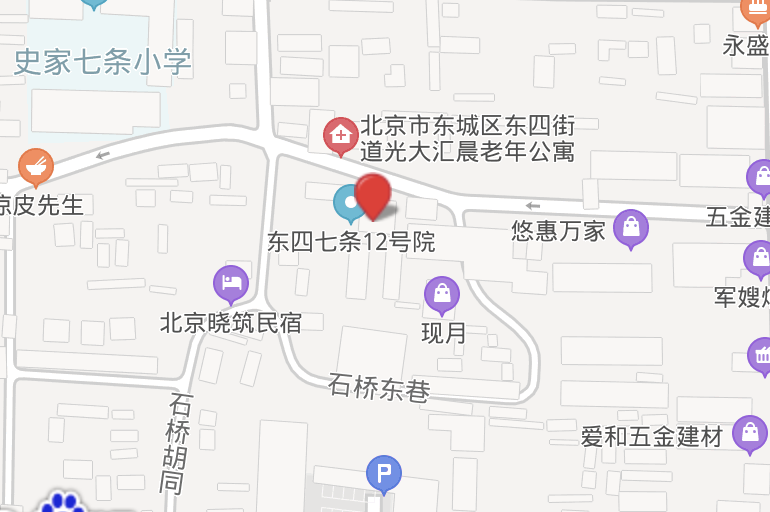 永盛
史家七条小学
北京市东城区东四街
道光大汇晨老年公寓
凉皮先生
五金建
悠惠万家
东四七条12号院
军嫂
北京晓筑民宿
现月
石桥东巷
石桥胡同
爱和五金建材
P